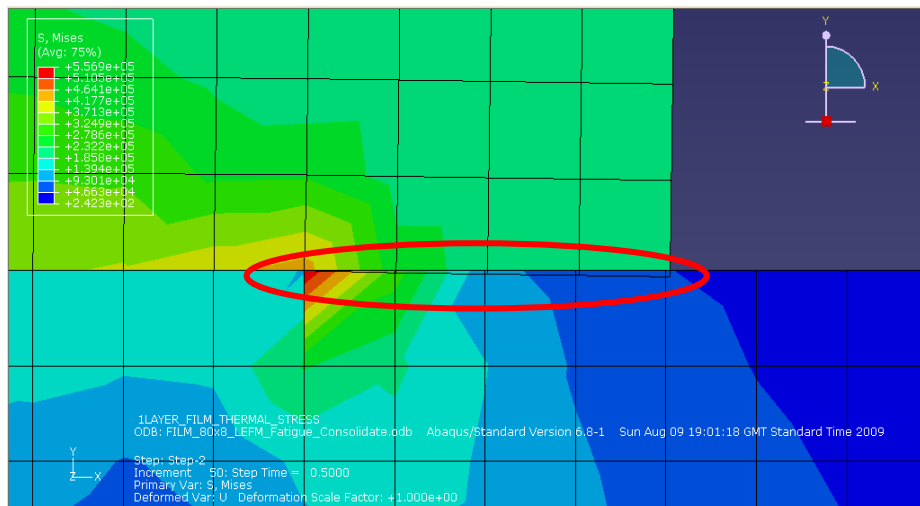 S, Mises
(Avg: 75%)
+5.569e+05
+5.105e+05
+4.641e+05
+4.177e+05
+3.713e+05
+3.249e+05
+2.786e+05
+2.322e+05
+1.858e+05
+1.394e+05
+9.301e+04
+4.663e+04
+2.423e+02
Y
Z X
1LAYER_FILM_THERMAL_STRESS
ODB: FILM_80x8_LEFM_Fatigue_Consolidate.odb Abaqus/Standard Version 6.8-1 Sun Aug 09 19:01:18 GMT Standard Time 2009
Y
Z X
Step: Step-2
Increment 50: Step Time = 0.5000
Primary Var: S, Mises
Deformed Var: U Deformation Scale Factor: +1.000e+00